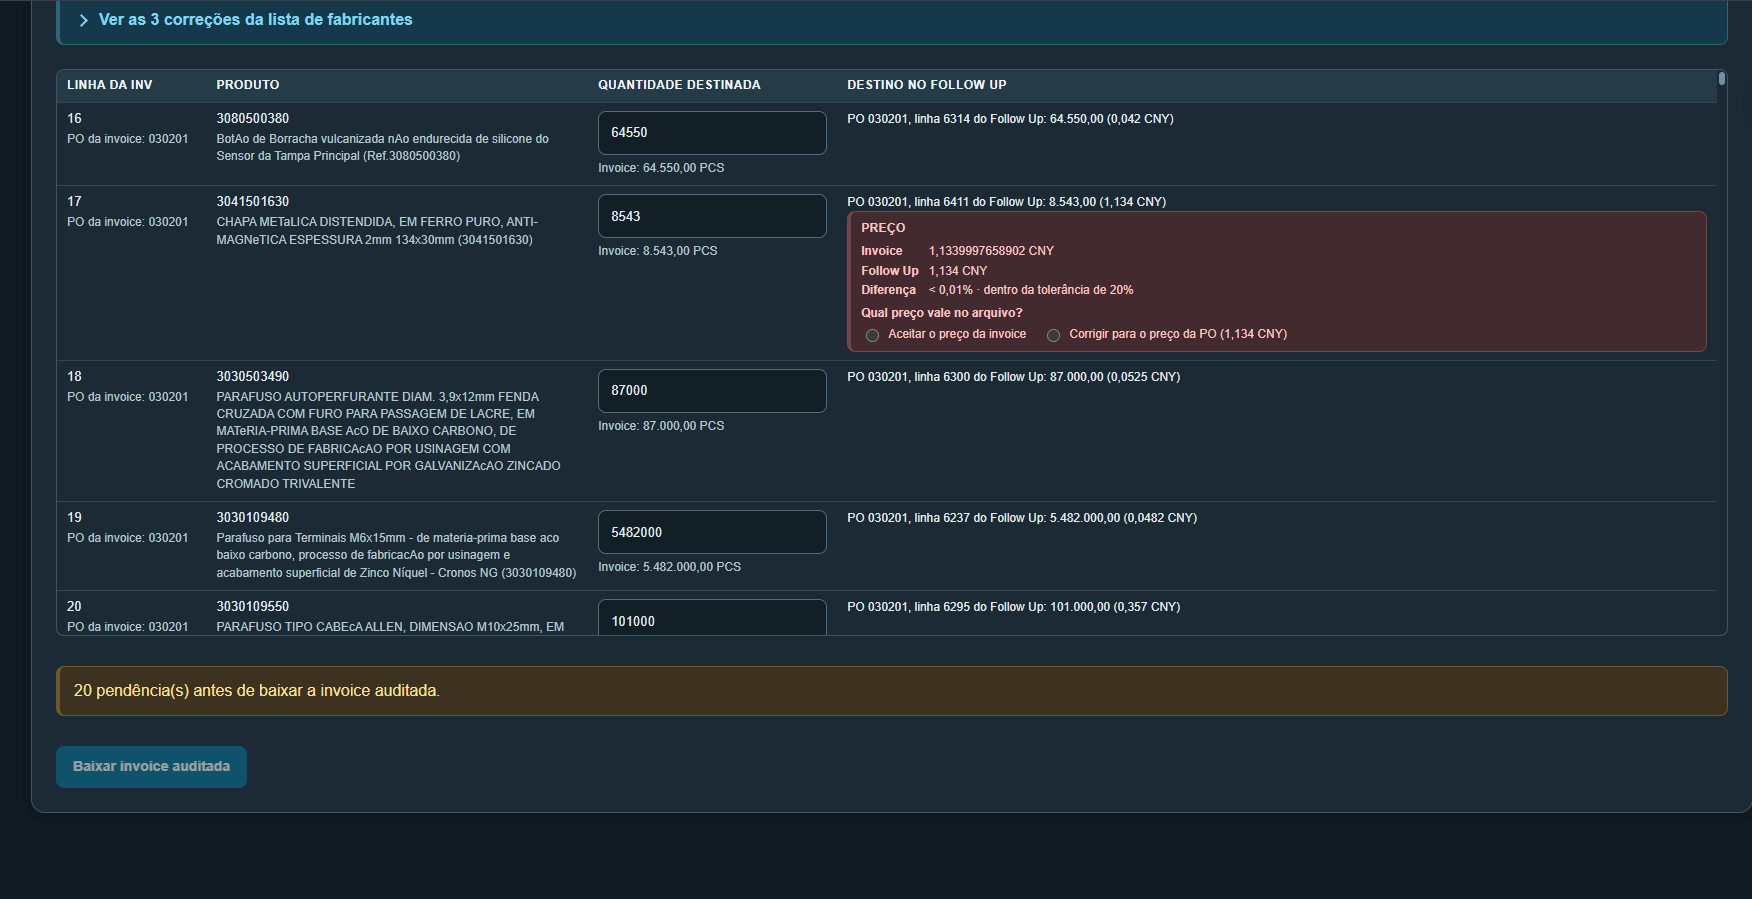 Ver as 3 correções da lista de fabricantes
LINHA DA INV PRODUTO QUANTIDADE DESTINADA DESTINO NO FOLLOW UP
16
PO da invoice: 030201
3080500380
BotAo de Borracha vulcanizada nAo endurecida de silicone do
Sensor da Tampa Principal (Ref.3080500380)
64550
Invoice: 64.550,00 PCS
PO 030201, linha 6314 do Follow Up: 64.550,00 (0,042 CNY)
17
PO da invoice: 030201
3041501630
CHAPA METaLICA DISTENDIDA, EM FERRO PURO, ANTI-
MAGNeTICA ESPESSURA 2mm 134x30mm (3041501630)
8543
Invoice: 8.543,00 PCS
PO 030201, linha 6411 do Follow Up: 8.543,00 (1,134 CNY)
PREÇO
Invoice 1,1339997658902 CNY
Follow Up 1,134 CNY
Diferença < 0,01% · dentro da tolerância de 20%
Qual preço vale no arquivo?
Aceitar o preço da invoice Corrigir para o preço da PO (1,134 CNY)
18
PO da invoice: 030201
3030503490
PARAFUSO AUTOPERFURANTE DIAM. 3,9x12mm FENDA
CRUZADA COM FURO PARA PASSAGEM DE LACRE, EM
MATeRIA-PRIMA BASE AcO DE BAIXO CARBONO, DE
PROCESSO DE FABRICAcAO POR USINAGEM COM
ACABAMENTO SUPERFICIAL POR GALVANIZAcAO ZINCADO
CROMADO TRIVALENTE
87000
Invoice: 87.000,00 PCS
PO 030201, linha 6300 do Follow Up: 87.000,00 (0,0525 CNY)
19
PO da invoice: 030201
3030109480
Parafuso para Terminais M6x15mm - de materia-prima base aco
baixo carbono, processo de fabricacAo por usinagem e
acabamento superficial de Zinco Níquel - Cronos NG (3030109480)
5482000
Invoice: 5.482.000,00 PCS
PO 030201, linha 6237 do Follow Up: 5.482.000,00 (0,0482 CNY)
20
PO da invoice: 030201
3030109550
PARAFUSO TIPO CABEcA ALLEN, DIMENSAO M10x25mm, EM
101000
PO 030201, linha 6295 do Follow Up: 101.000,00 (0,357 CNY)
20 pendência(s) antes de baixar a invoice auditada.
Baixar invoice auditada